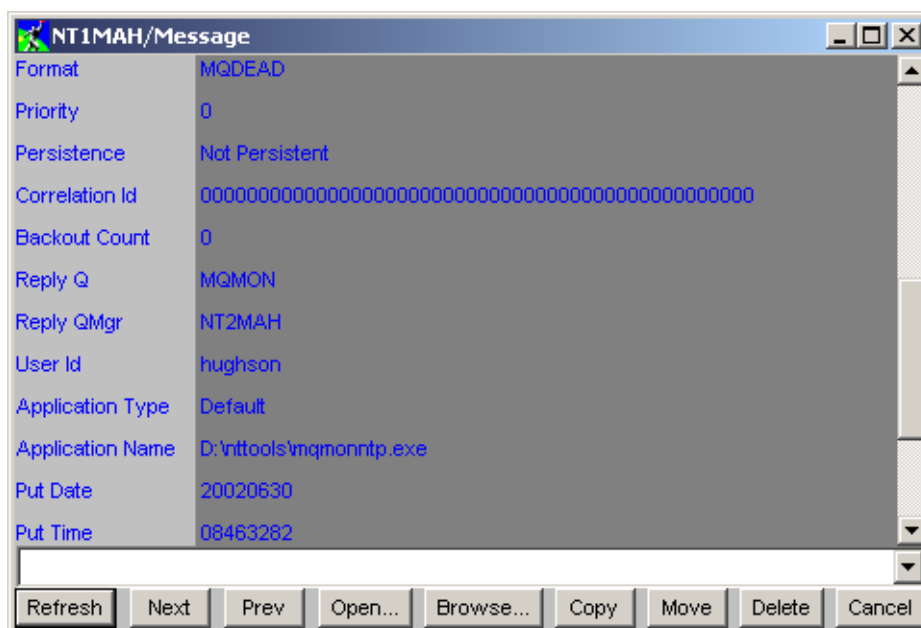 NT1MAH/Message
Format MQDEAD
Priority 0
Persistence Not Persistent
Correlation Id 000000000000000000000000000000000000000000000000
Backout Count 0
Reply Q MQMON
Reply QMgr NT2MAH
User Id hughson
Application Type Default
Application Name D:\nttools\mqmonntp.exe
Put Date 20020630
Put Time 08463282
Refresh Next Prev Open... Browse... Copy Move Delete Cancel